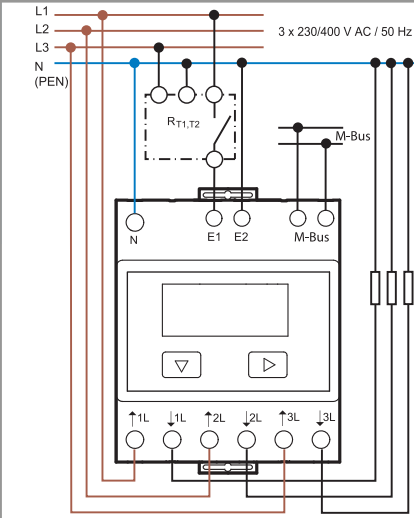 L1
L2
3 x 230/400 V AC / 50 Hz
L3
N
(PEN)
RT1,T2
M-Bus
N
E1 E2
M-Bus
↑1L ↓1L ↑2L ↓2L ↑3L ↓3L